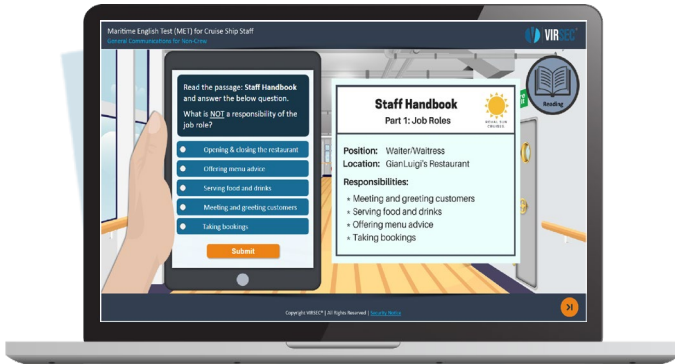 Maritime English Test (MET) for Cruise Ship Staff
General Communications for Non-Crew
VIRSEC
Reading
Read the passage: Staff Handbook
and answer the below question.
What is NOT a responsibility of the
job role?
Opening & closing the restaurant
Offering menu advice
Serving food and drinks
Meeting and greeting customers
Taking bookings
Submit
Staff Handbook
Part 1: Job Roles
ROYAL SUN
CRUISES
Position: Waiter/Waitress
Location: GianLuigi's Restaurant
Responsibilities:
* Meeting and greeting customers
* Serving food and drinks
* Offering menu advice
* Taking bookings
Copyright VIRSEC® | All Rights Reserved | Security Notice